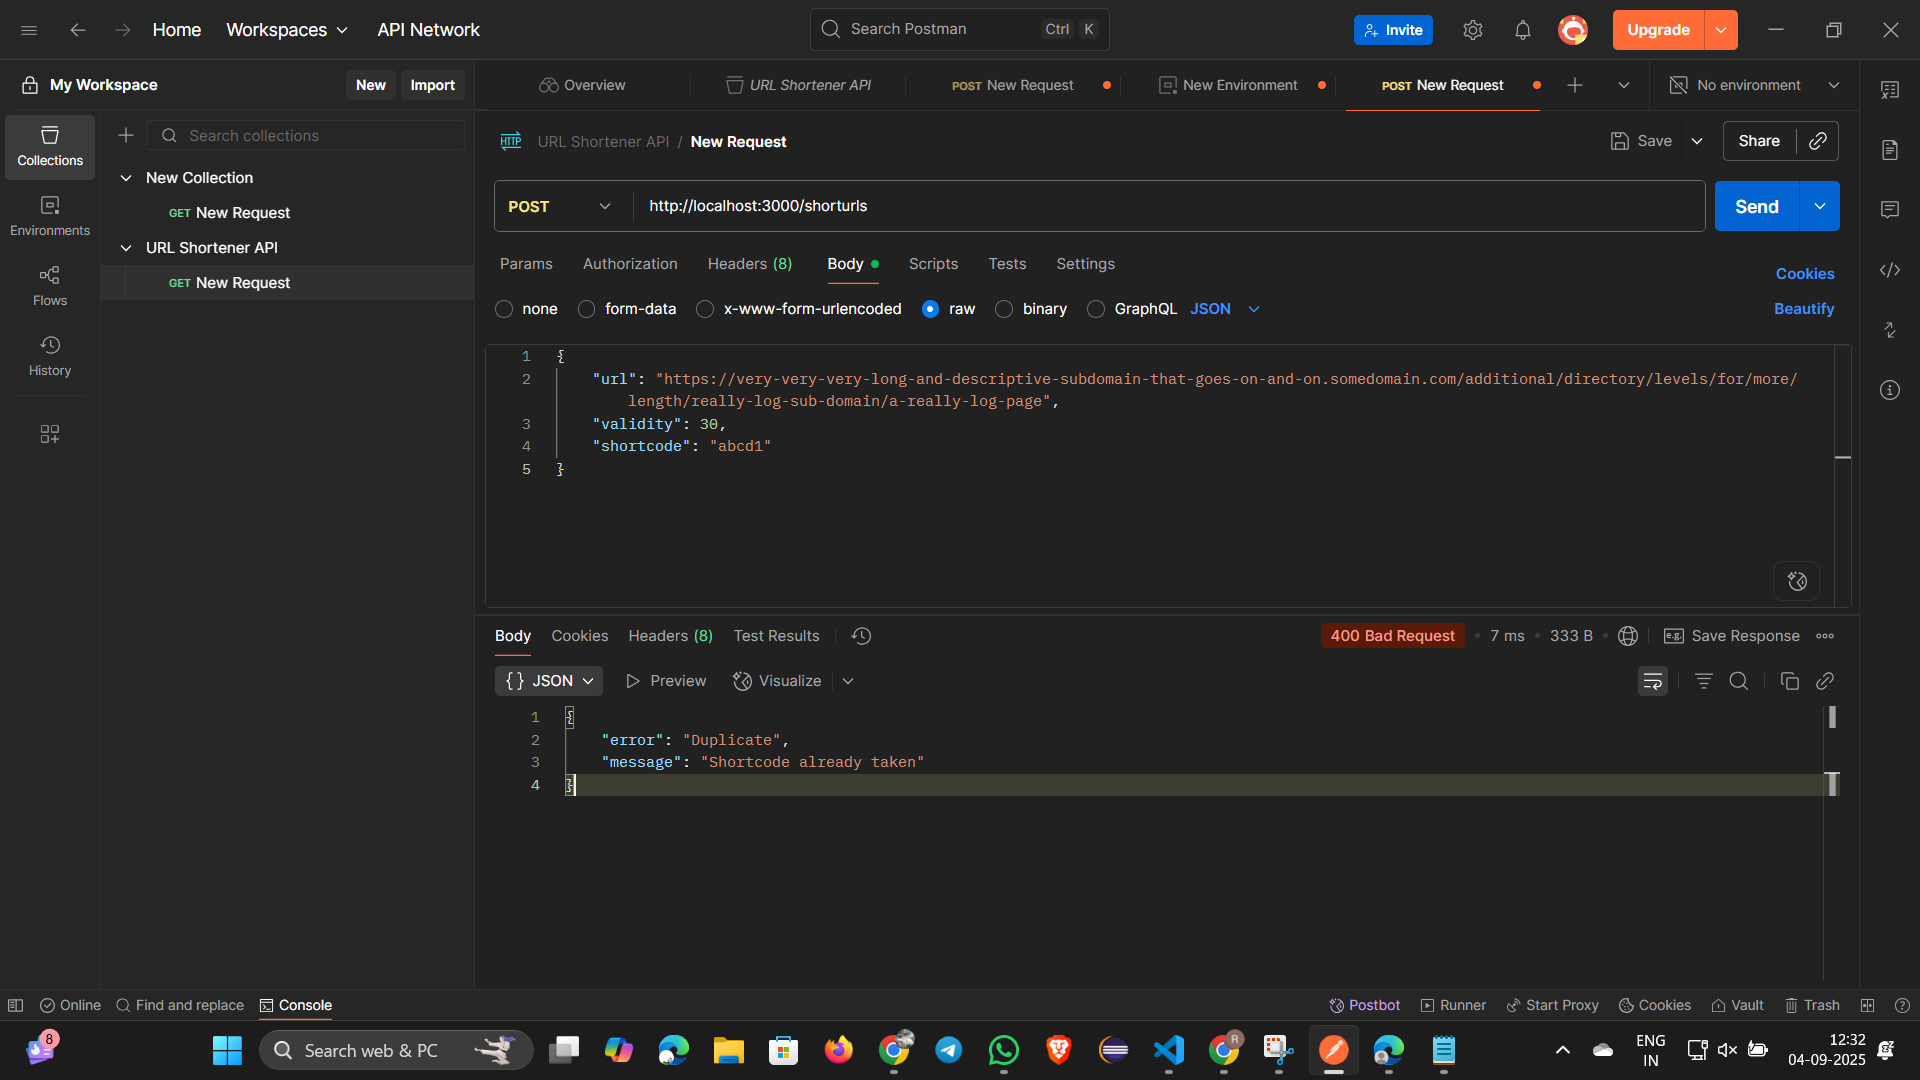 Home
Workspaces
API Network
Search Postman
Ctrl
K
Invite
Upgrade
My Workspace
New
Import
Overview
URL Shortener API
POST New Request
New Environment
POST New Request
No environment
Collections
Environments
Flows
History
Search collections
New Collection
GET New Request
URL Shortener API
GET New Request
HTTP
URL Shortener API / New Request
Save
Share
POST
http://localhost:3000/shorturls
Send
Params
Authorization
Headers (8)
Body
Scripts
Tests
Settings
Cookies
none
form-data
x-www-form-urlencoded
raw
binary
GraphQL
JSON
Beautify
1 {
2 "url": "https://very-very-very-long-and-descriptive-subdomain-that-goes-on-and-on.somedomain.com/additional/directory/levels/for/more/
length/really-log-sub-domain/a-really-log-page",
3 "validity": 30,
4 "shortcode": "abcd1"
5 }
Body
Cookies
Headers (8)
Test Results
400 Bad Request
7 ms
333 B
e.g.
Save Response
{} JSON
Preview
Visualize
1 {
2 "error": "Duplicate",
3 "message": "Shortcode already taken"
4 }
Online
Find and replace
Console
Postbot
Runner
Start Proxy
Cookies
Vault
Trash
8
Search web & PC
R
ENG
IN
12:32
04-09-2025